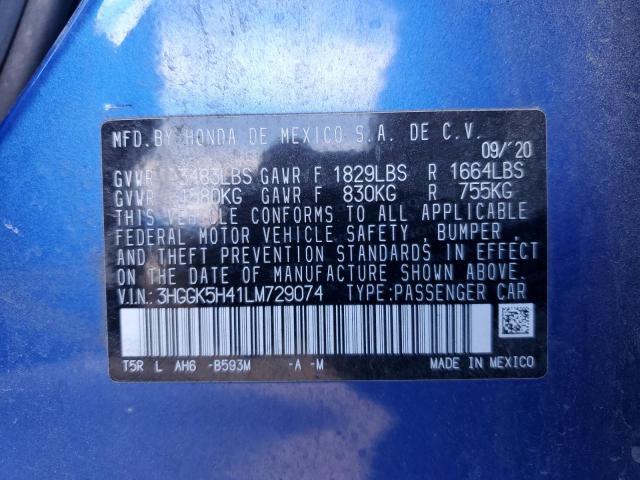 MFD. BY HONDA DE MEXICO S.A. DE C.V.
09/'20
GVWR 3483LBS GAWR F 1829LBS R 1664LBS
GVWR 1580KG GAWR F 830KG R 755KG
THIS VEHICLE CONFORMS TO ALL APPLICABLE
FEDERAL MOTOR VEHICLE SAFETY, BUMPER,
AND THEFT PREVENTION STANDARDS IN EFFECT
ON THE DATE OF MANUFACTURE SHOWN ABOVE.
V.I.N.: 3HGGK5H41LM729074 TYPE:PASSENGER CAR
T5R L AH6 -B593M -A -M MADE IN MEXICO